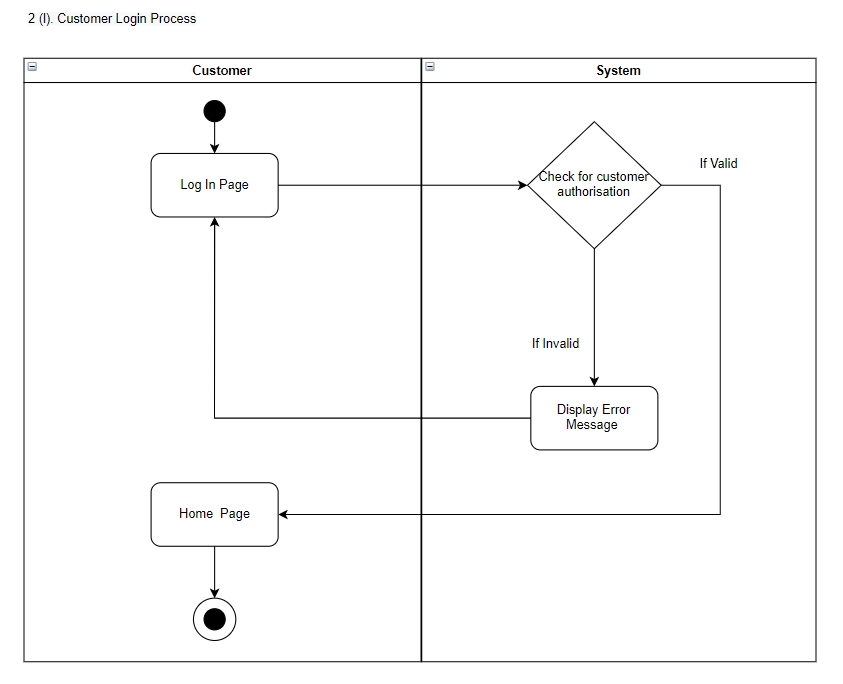 2 (I). Customer Login Process
Customer
System
Log In Page
Check for customer
authorisation
If Valid
If Invalid
Display Error
Message
Home Page